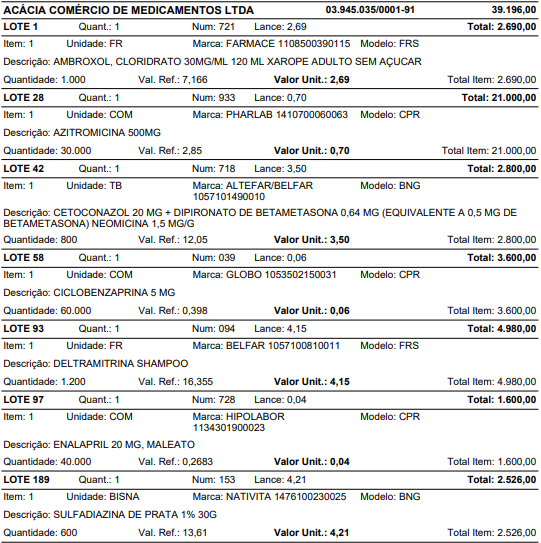 ACÁCIA COMÉRCIO DE MEDICAMENTOS LTDA 03.945.035/0001-91 39.196,00
LOTE 1 Quant.: 1 Num: 721 Lance: 2,69 Total: 2.690,00
Item: 1 Unidade: FR Marca: FARMACE 1108500390115 Modelo: FRS
Descrição: AMBROXOL, CLORIDRATO 30MG/ML 120 ML XAROPE ADULTO SEM AÇUCAR
Quantidade: 1.000 Val. Ref.: 7,166 Valor Unit.: 2,69 Total Item: 2.690,00
LOTE 28 Quant.: 1 Num: 933 Lance: 0,70 Total: 21.000,00
Item: 1 Unidade: COM Marca: PHARLAB 1410700060063 Modelo: CPR
Descrição: AZITROMICINA 500MG
Quantidade: 30.000 Val. Ref.: 2,85 Valor Unit.: 0,70 Total Item: 21.000,00
LOTE 42 Quant.: 1 Num: 718 Lance: 3,50 Total: 2.800,00
Item: 1 Unidade: TB Marca: ALTEFAR/BELFAR Modelo: BNG
1057101490010
Descrição: CETOCONAZOL 20 MG + DIPIRONATO DE BETAMETASONA 0,64 MG (EQUIVALENTE A 0,5 MG DE
BETAMETASONA) NEOMICINA 1,5 MG/G
Quantidade: 800 Val. Ref.: 12,05 Valor Unit.: 3,50 Total Item: 2.800,00
LOTE 58 Quant.: 1 Num: 039 Lance: 0,06 Total: 3.600,00
Item: 1 Unidade: COM Marca: GLOBO 1053502150031 Modelo: CPR
Descrição: CICLOBENZAPRINA 5 MG
Quantidade: 60.000 Val. Ref.: 0,398 Valor Unit.: 0,06 Total Item: 3.600,00
LOTE 93 Quant.: 1 Num: 094 Lance: 4,15 Total: 4.980,00
Item: 1 Unidade: FR Marca: BELFAR 1057100810011 Modelo: FRS
Descrição: DELTRAMITRINA SHAMPOO
Quantidade: 1.200 Val. Ref.: 16,355 Valor Unit.: 4,15 Total Item: 4.980,00
LOTE 97 Quant.: 1 Num: 728 Lance: 0,04 Total: 1.600,00
Item: 1 Unidade: COM Marca: HIPOLABOR Modelo: CPR
1134301900023
Descrição: ENALAPRIL 20 MG, MALEATO
Quantidade: 40.000 Val. Ref.: 0,2683 Valor Unit.: 0,04 Total Item: 1.600,00
LOTE 189 Quant.: 1 Num: 153 Lance: 4,21 Total: 2.526,00
Item: 1 Unidade: BISNA Marca: NATIVITA 1476100230025 Modelo: BNG
Descrição: SULFADIAZINA DE PRATA 1% 30G
Quantidade: 600 Val. Ref.: 13,61 Valor Unit.: 4,21 Total Item: 2.526,00